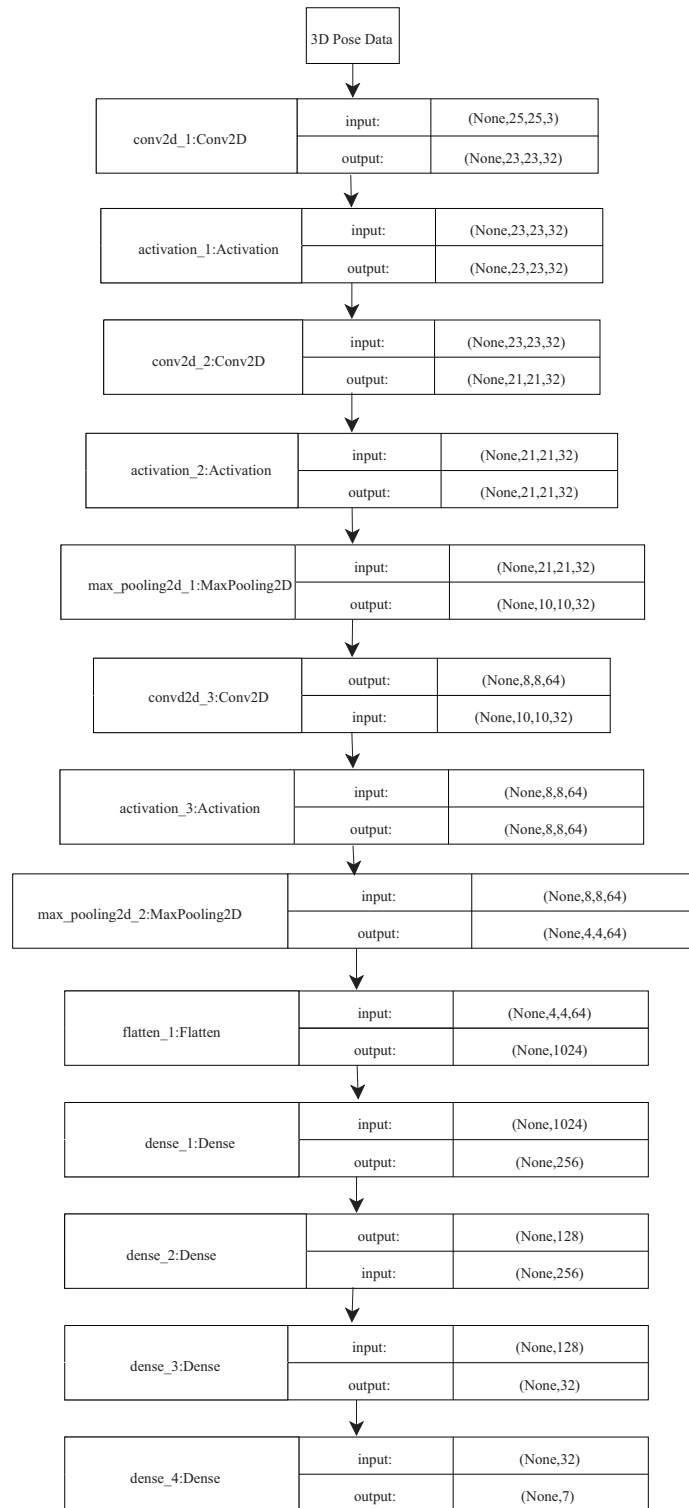 3D Pose Data
conv2d_1:Conv2D
input:
(None,25,25,3)
output:
(None,23,23,32)
activation_1:Activation
input:
(None,23,23,32)
output:
(None,23,23,32)
conv2d_2:Conv2D
input:
(None,23,23,32)
output:
(None,21,21,32)
activation_2:Activation
input:
(None,21,21,32)
output:
(None,21,21,32)
max_pooling2d_1:MaxPooling2D
input:
(None,21,21,32)
output:
(None,10,10,32)
convd2d_3:Conv2D
output:
(None,8,8,64)
input:
(None,10,10,32)
activation_3:Activation
input:
(None,8,8,64)
output:
(None,8,8,64)
max_pooling2d_2:MaxPooling2D
input:
(None,8,8,64)
output:
(None,4,4,64)
flatten_1:Flatten
input:
(None,4,4,64)
output:
(None,1024)
dense_1:Dense
input:
(None,1024)
output:
(None,256)
dense_2:Dense
output:
(None,128)
input:
(None,256)
dense_3:Dense
input:
(None,128)
output:
(None,32)
dense_4:Dense
input:
(None,32)
output:
(None,7)